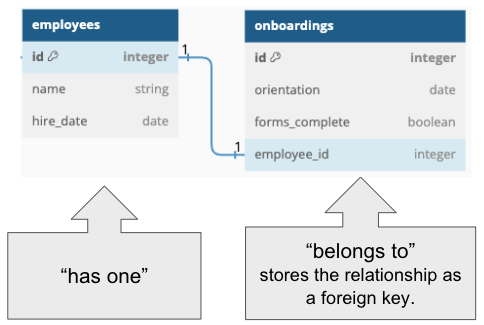 employees
id integer
name string
hire_date date
1
1
onboardings
id integer
orientation date
forms_complete boolean
employee_id integer
“has one”
“belongs to”
stores the relationship as
a foreign key.